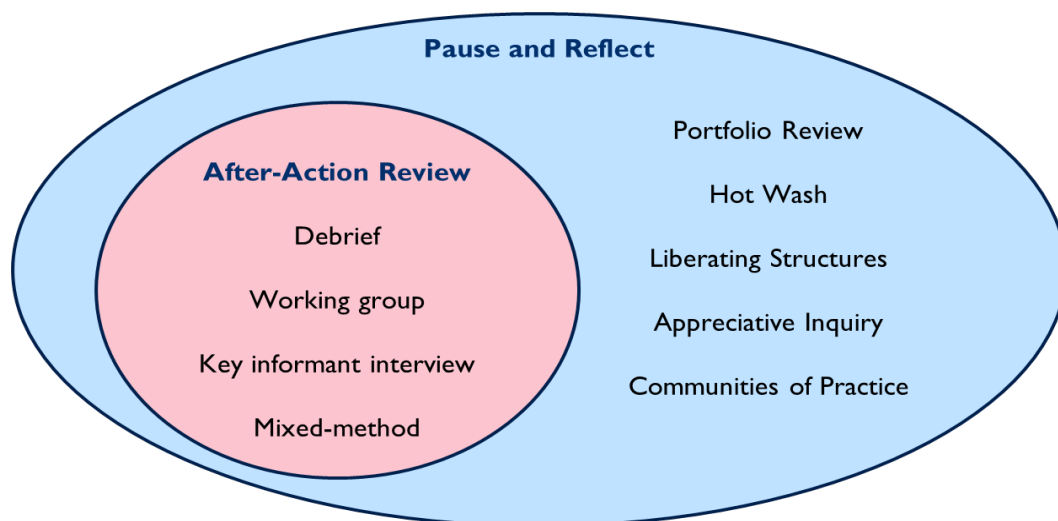 Pause and Reflect
After-Action Review
Debrief
Working group
Key informant interview
Mixed-method
Portfolio Review
Hot Wash
Liberating Structures
Appreciative Inquiry
Communities of Practice